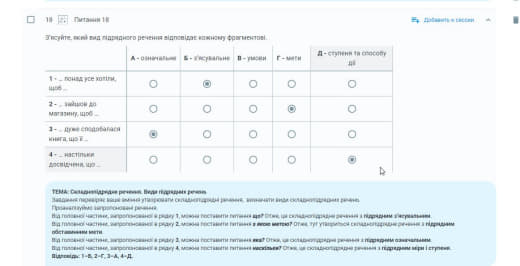 18 Питання 18
Додати в сесіях
З'ясуйте, який вид підрядного речення відповідає кожному фрагментові.
А - означальне Б - з'ясувальне В - умови Г - мети Д - ступеня та способу дії
1 - ... понад усе хотіли, щоб ...
2 - ... зайшов до магазину, щоб ...
3 - ... дуже сподобалася книга, що її ...
4 - ... настільки досвідчена, що ...
ТЕМА: Складнопідрядне речення. Види підрядних речень.
Завдання перевіряє ваше вміння утворювати складнопідрядні речення, визначати види складнопідрядних речень.
Проаналізуймо запропоновані речення.
Від головної частини, запропонованої в рядку 1, можна поставити питання що? Отже, це складнопідрядне речення з підрядним з'ясувальним.
Від головної частини, запропонованої в рядку 2, можна поставити питання з якою метою? Отже, тут утворюється складнопідрядне речення з підрядним
обставинним мети.
Від головної частини, запропонованої в рядку 3, можна поставити питання яка? Отже, це складнопідрядне речення з підрядним означальним.
Від головної частини, запропонованої в рядку 4, можна поставити питання наскільки? Отже, це складнопідрядне речення з підрядним міри і ступеня.
Відповідь: 1–Б, 2–Г, 3–А, 4–Д.